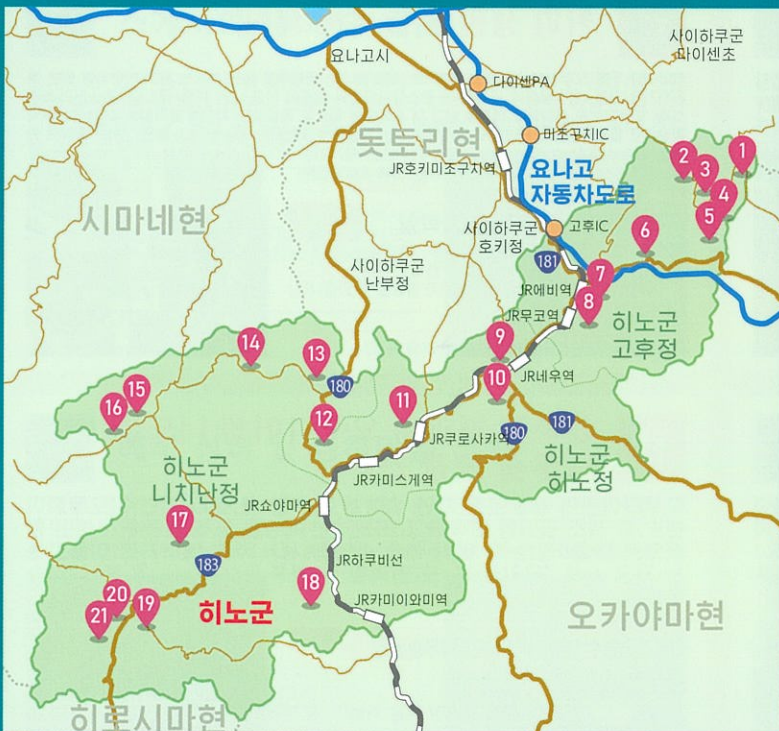 요나고시
사이하쿠군
다이센초
다이센PA
미조구치IC
돗토리현
JR호키미조구치역
요나고
자동차도로
1
2
3
4
5
6
시마네현
사이하쿠군
호키정
고후IC
181
사이하쿠군
난부정
JR에비역
7
JR무코역
8
히노군
고후정
9
14
13
180
JR네우역
10
15
16
11
12
JR쿠로사카역
180
181
히노군
니치난정
JR카미스게역
히노군
히노정
JR쇼야마역
17
183
JR하쿠비선
18
20
21
19
히노군
JR카미이와미역
오카야마현
히로시마현